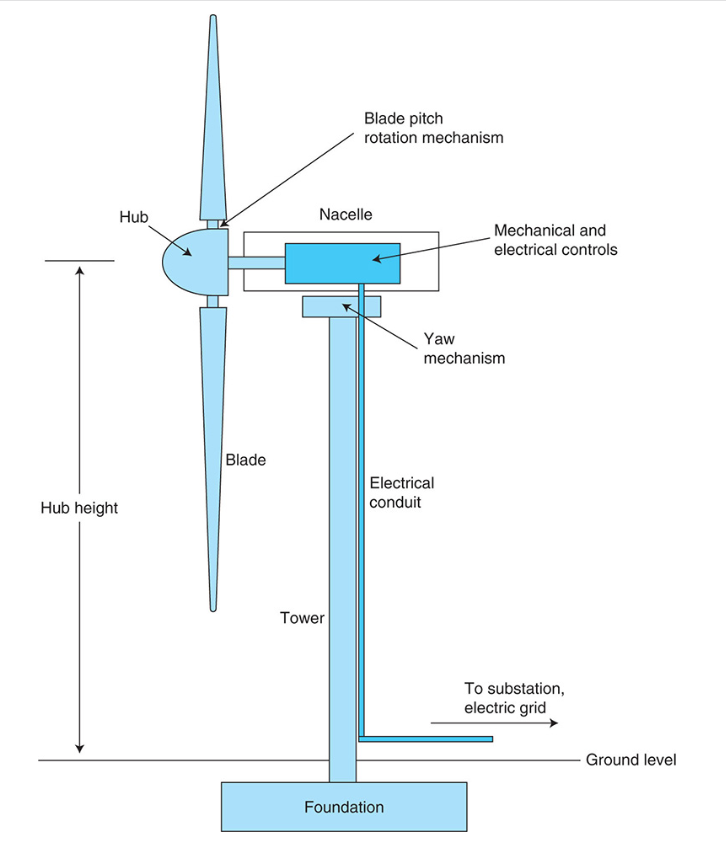 Blade pitch
rotation mechanism
Hub
Nacelle
Mechanical and
electrical controls
Yaw
mechanism
Blade
Electrical
conduit
Hub height
Tower
To substation,
electric grid
Ground level
Foundation